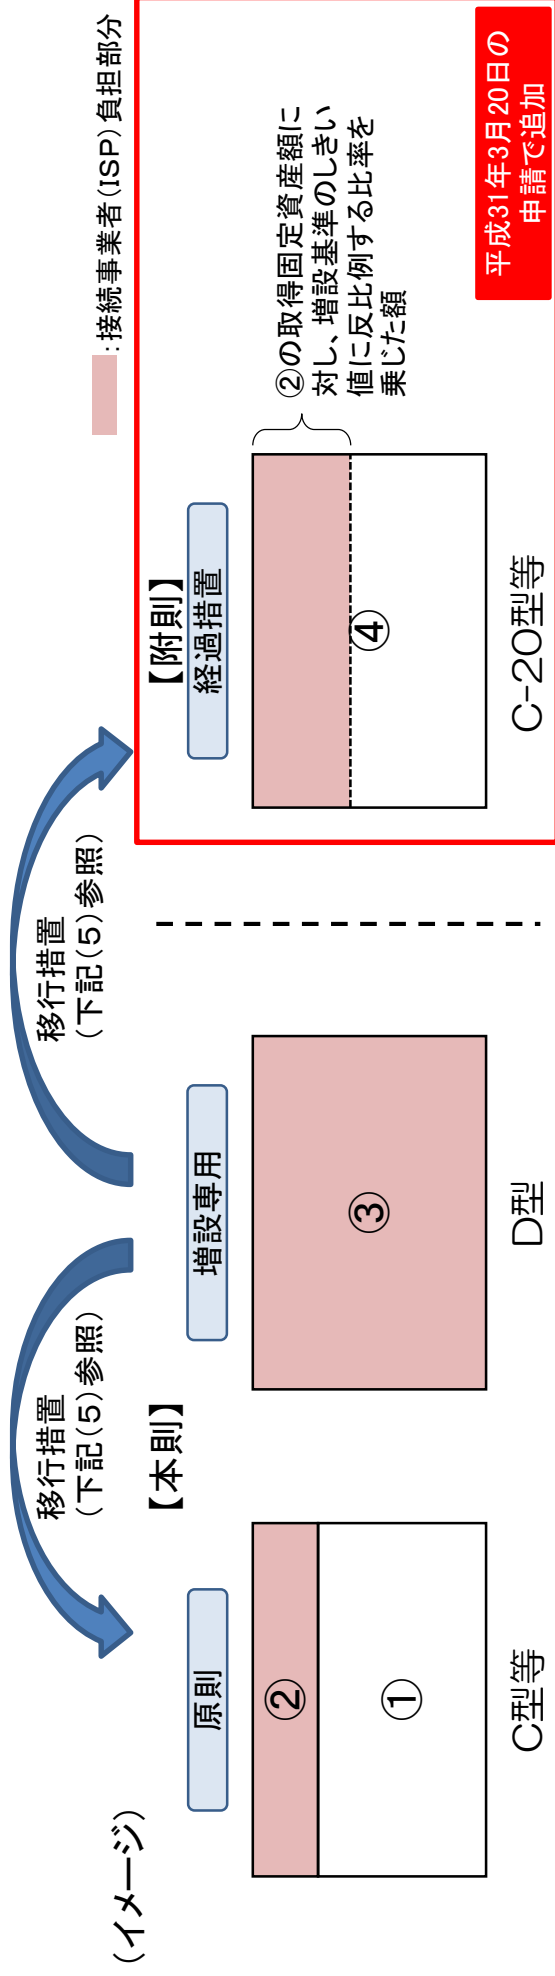 (イメージ)
:接続事業者(ISP)負担部分
移行措置
(下記(5)参照)
移行措置
(下記(5)参照)
【本則】
【附則】
原則
増設専用
経過措置
②
①
③
④
②の取得固定資産額に
対し、増設基準のしきい
値に反比例する比率を
乗じた額
C型等
D型
C-20型等
平成31年3月20日の
申請で追加